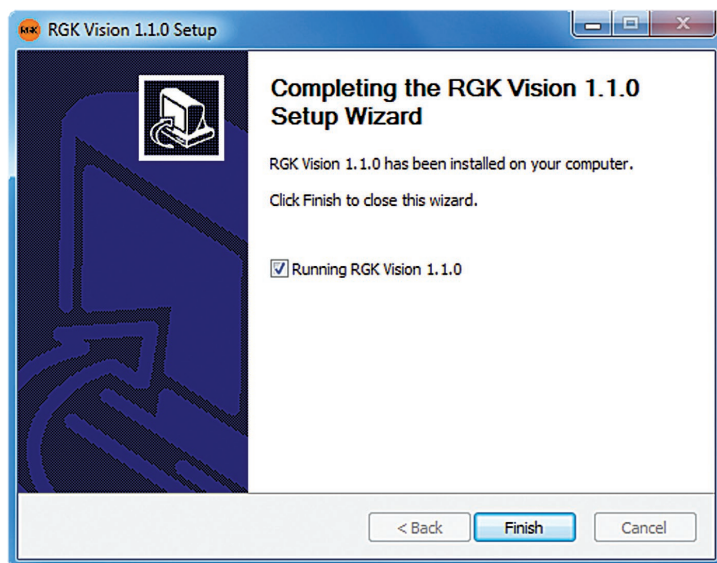 RGK
RGK Vision 1.1.0 Setup
Completing the RGK Vision 1.1.0
Setup Wizard
RGK Vision 1.1.0 has been installed on your computer.
Click Finish to close this wizard.
Running RGK Vision 1.1.0
< Back
Finish
Cancel